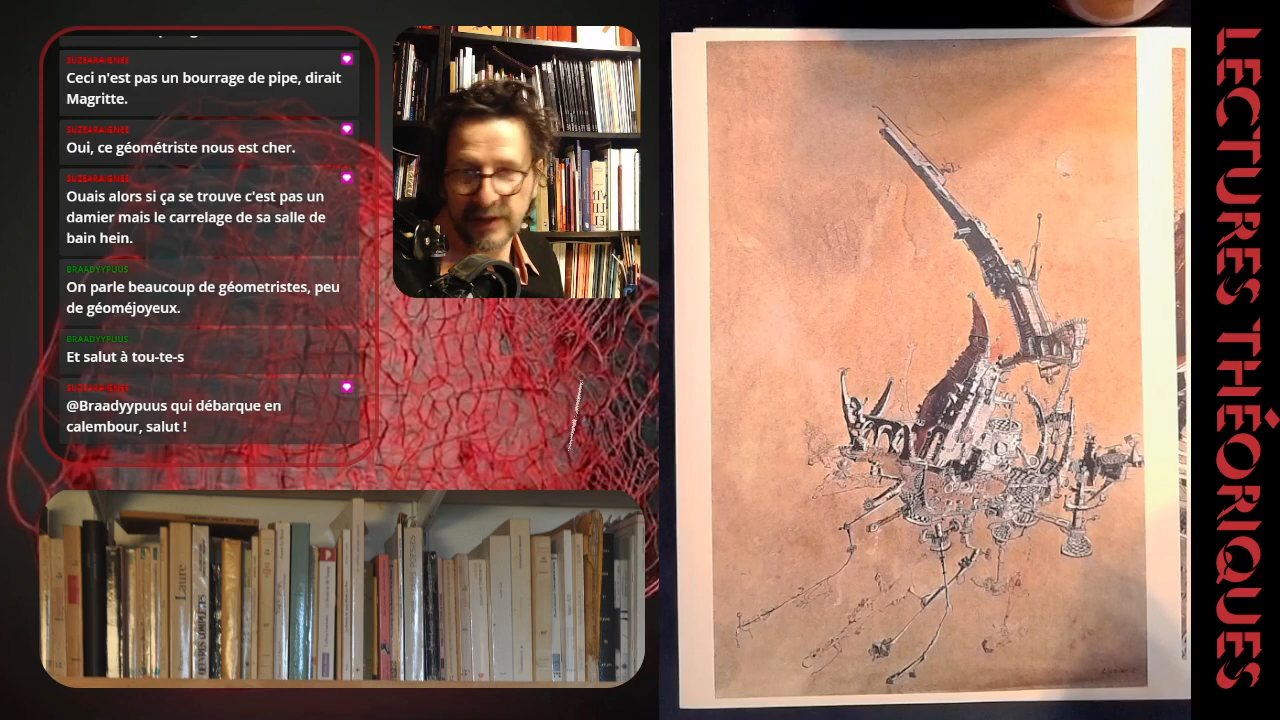 SUZEARAIGNEE
Ceci n'est pas un bourrage de pipe, dirait
Magritte.
SUZEARAIGNEE
Oui, ce géométriste nous est cher.
SUZEARAIGNEE
Ouais alors si ça se trouve c'est pas un
damier mais le carrelage de sa salle de
bain hein.
BRAADYYPUUS
On parle beaucoup de géometristes, peu
de géoméjoyeux.
BRAADYYPUUS
Et salut à tou-te-s
SUZEARAIGNEE
@Braadyypuus qui débarque en
calembour, salut !
Laure
LECTURES THÉORIQUES